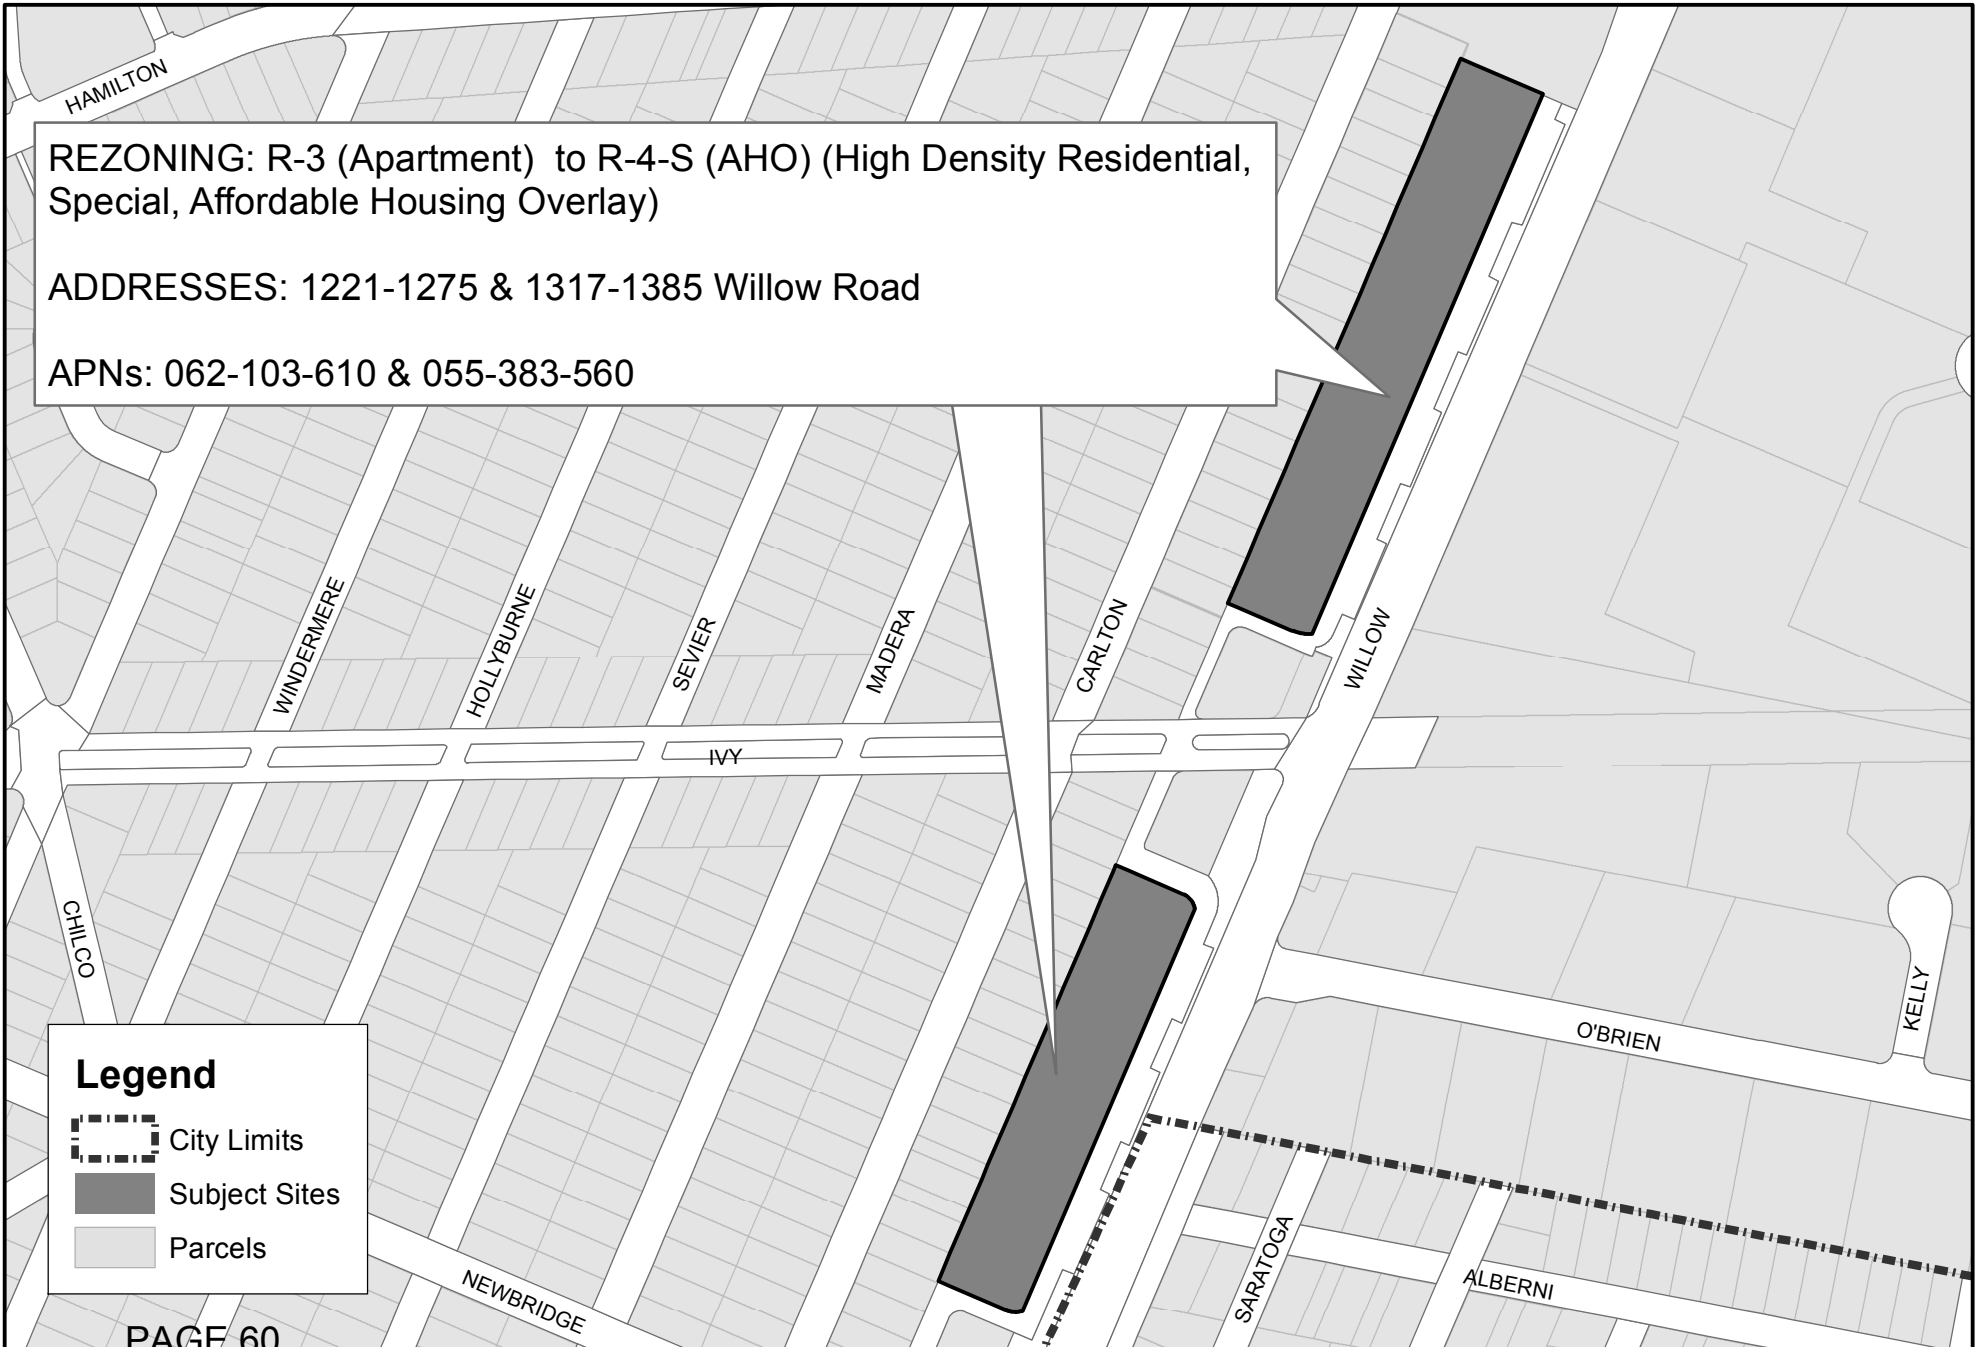 HAMILTON
REZONING: R-3 (Apartment)  to R-4-S (AHO) (High Density Residential,
Special, Affordable Housing Overlay)
ADDRESSES: 1221-1275 & 1317-1385 Willow Road
APNs: 062-103-610 & 055-383-560
WINDERMERE
HOLLYBURNE
SEVIER
MADERA
CARLTON
WILLOW
IVY
CHILCO
KELLY
O'BRIEN
Legend
City Limits
Subject Sites
Parcels
SARATOGA
ALBERNI
NEWBRIDGE
PAGE 60